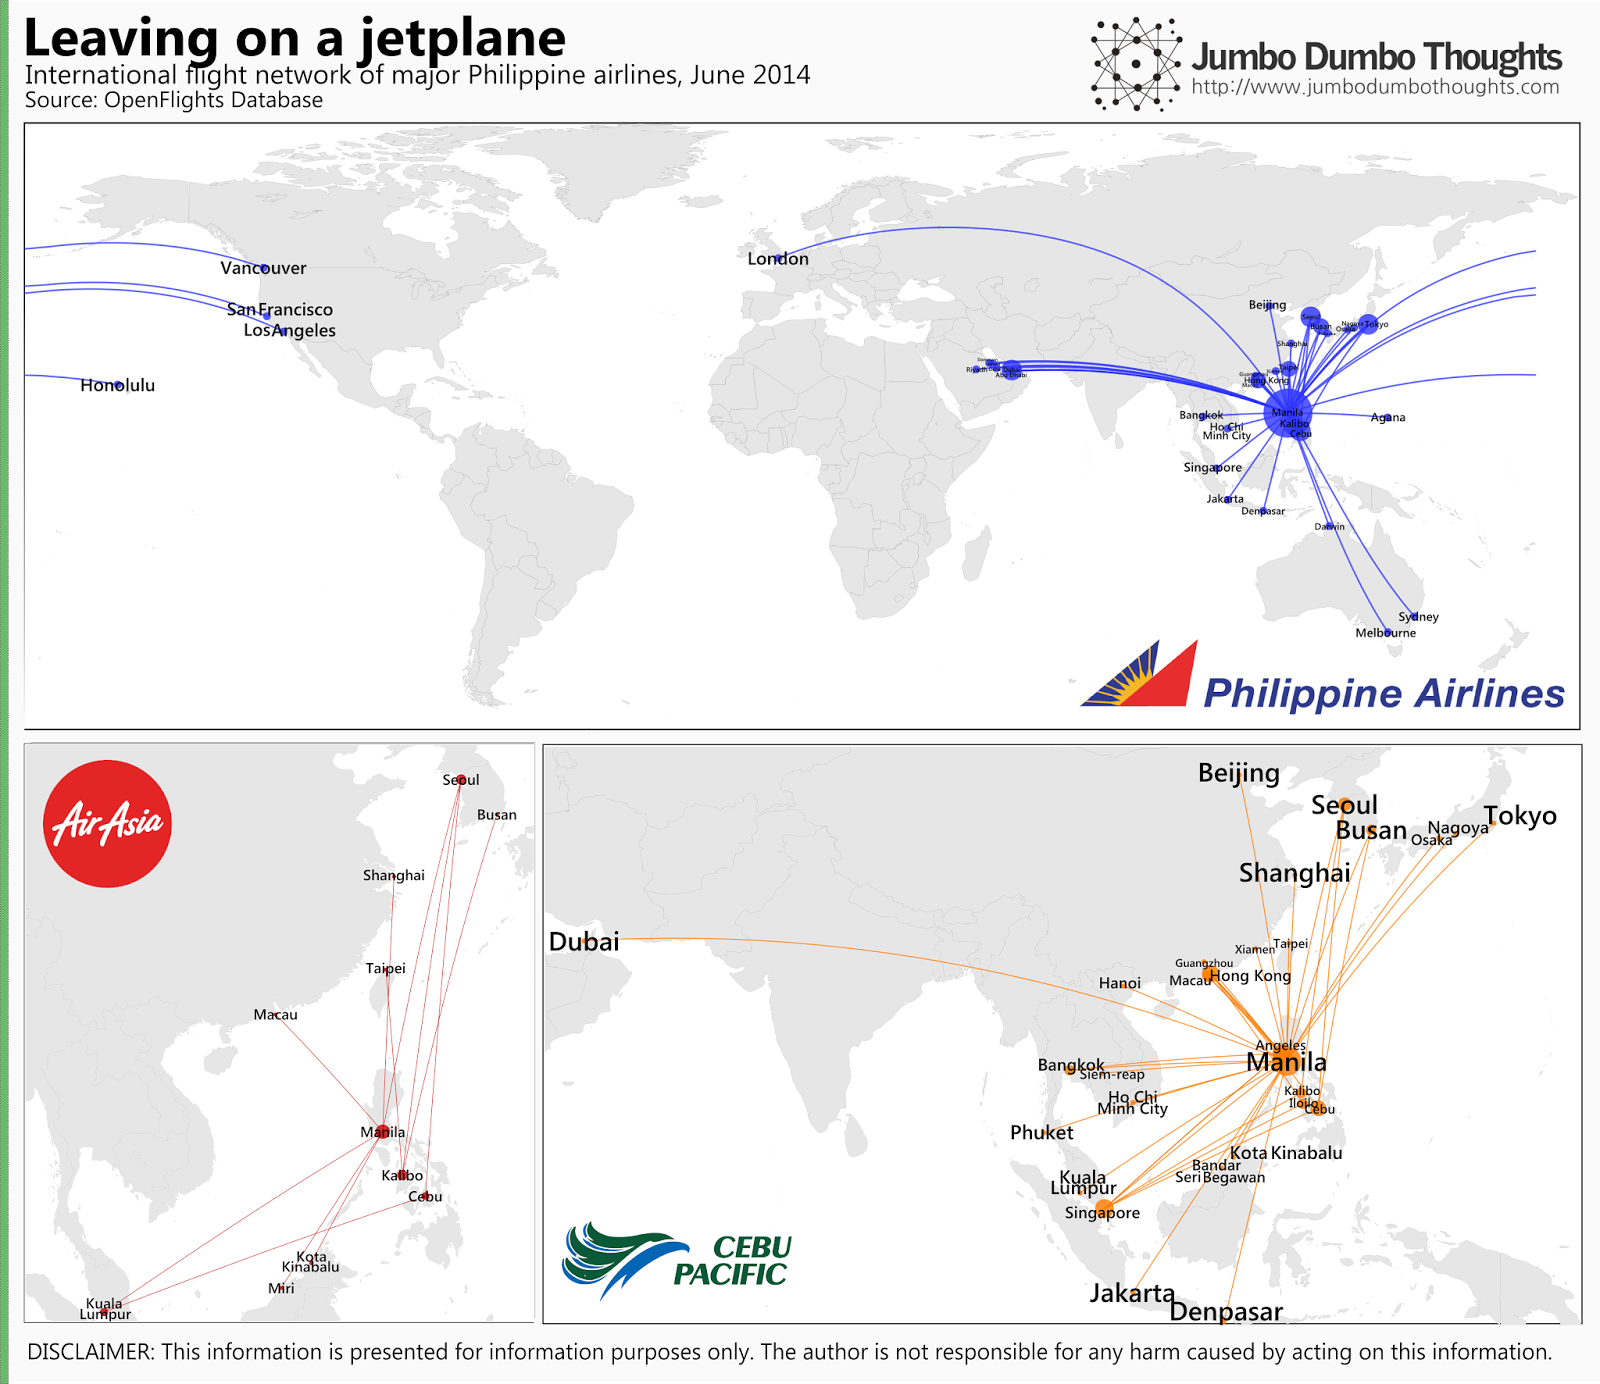 Leaving on a jetplane
International flight network of major Philippine airlines, June 2014
Source: OpenFlights Database
Jumbo Dumbo Thoughts
http://www.jumbodumbothoughts.com
London
Vancouver
San Francisco
Los Angeles
Honolulu
Beijing
Seoul
Busan
Nagoya
Osaka
Tokyo
Shanghai
Riyadh
Dubai
Abu Dhabi
Taipei
Guangzhou
Hong Kong
Manila
Kalibo
Cebu
Bangkok
Ho Chi
Minh City
Agana
Singapore
Jakarta
Denpasar
Darwin
Sydney
Melbourne
Philippine Airlines
AirAsia
Seoul
Busan
Shanghai
Taipei
Macau
Manila
Kalibo
Cebu
Kota
Kinabalu
Miri
Kuala
Lumpur
Beijing
Seoul
Busan
Tokyo
Nagoya
Osaka
Shanghai
Dubai
Xiamen
Taipei
Guangzhou
Macau
Hong Kong
Hanoi
Angeles
Manila
Bangkok
Siem-reap
Kalibo
Iloilo
Cebu
Ho Chi
Minh City
Phuket
Kota Kinabalu
Bandar
Seri Begawan
Kuala
Lumpur
Singapore
Jakarta
Denpasar
CEBU
PACIFIC
DISCLAIMER: This information is presented for information purposes only. The author is not responsible for any harm caused by acting on this information.